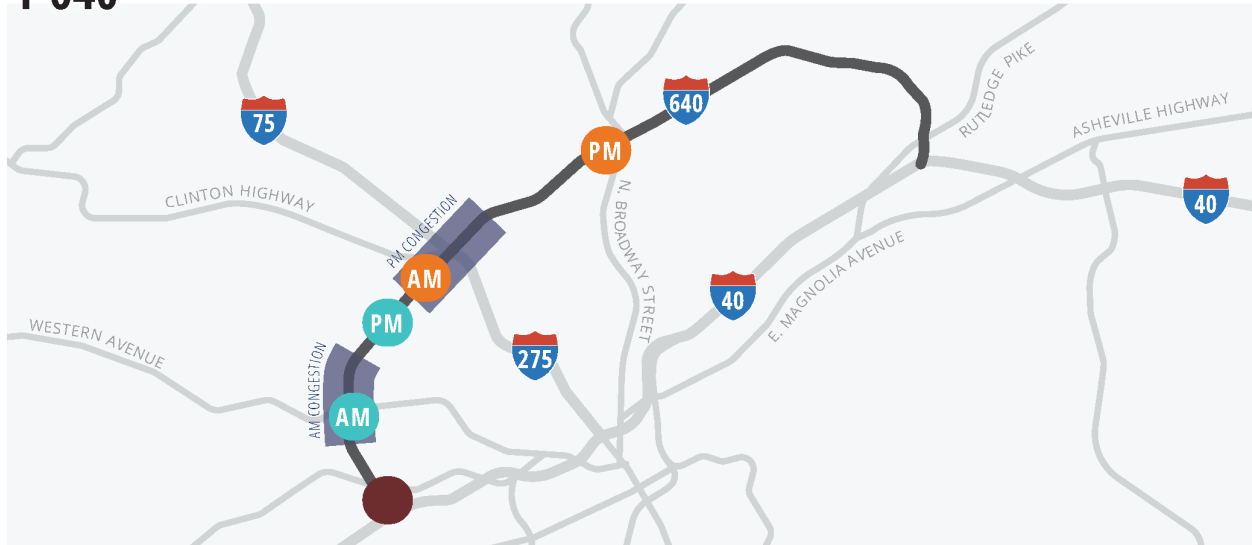 I-640
75
640
PM
RUTLEDGE PIKE
ASHEVILLE HIGHWAY
CLINTON HIGHWAY
PM CONGESTION
N. BROADWAY STREET
40
AM
40
E. MAGNOLIA AVENUE
PM
WESTERN AVENUE
275
AM CONGESTION
AM